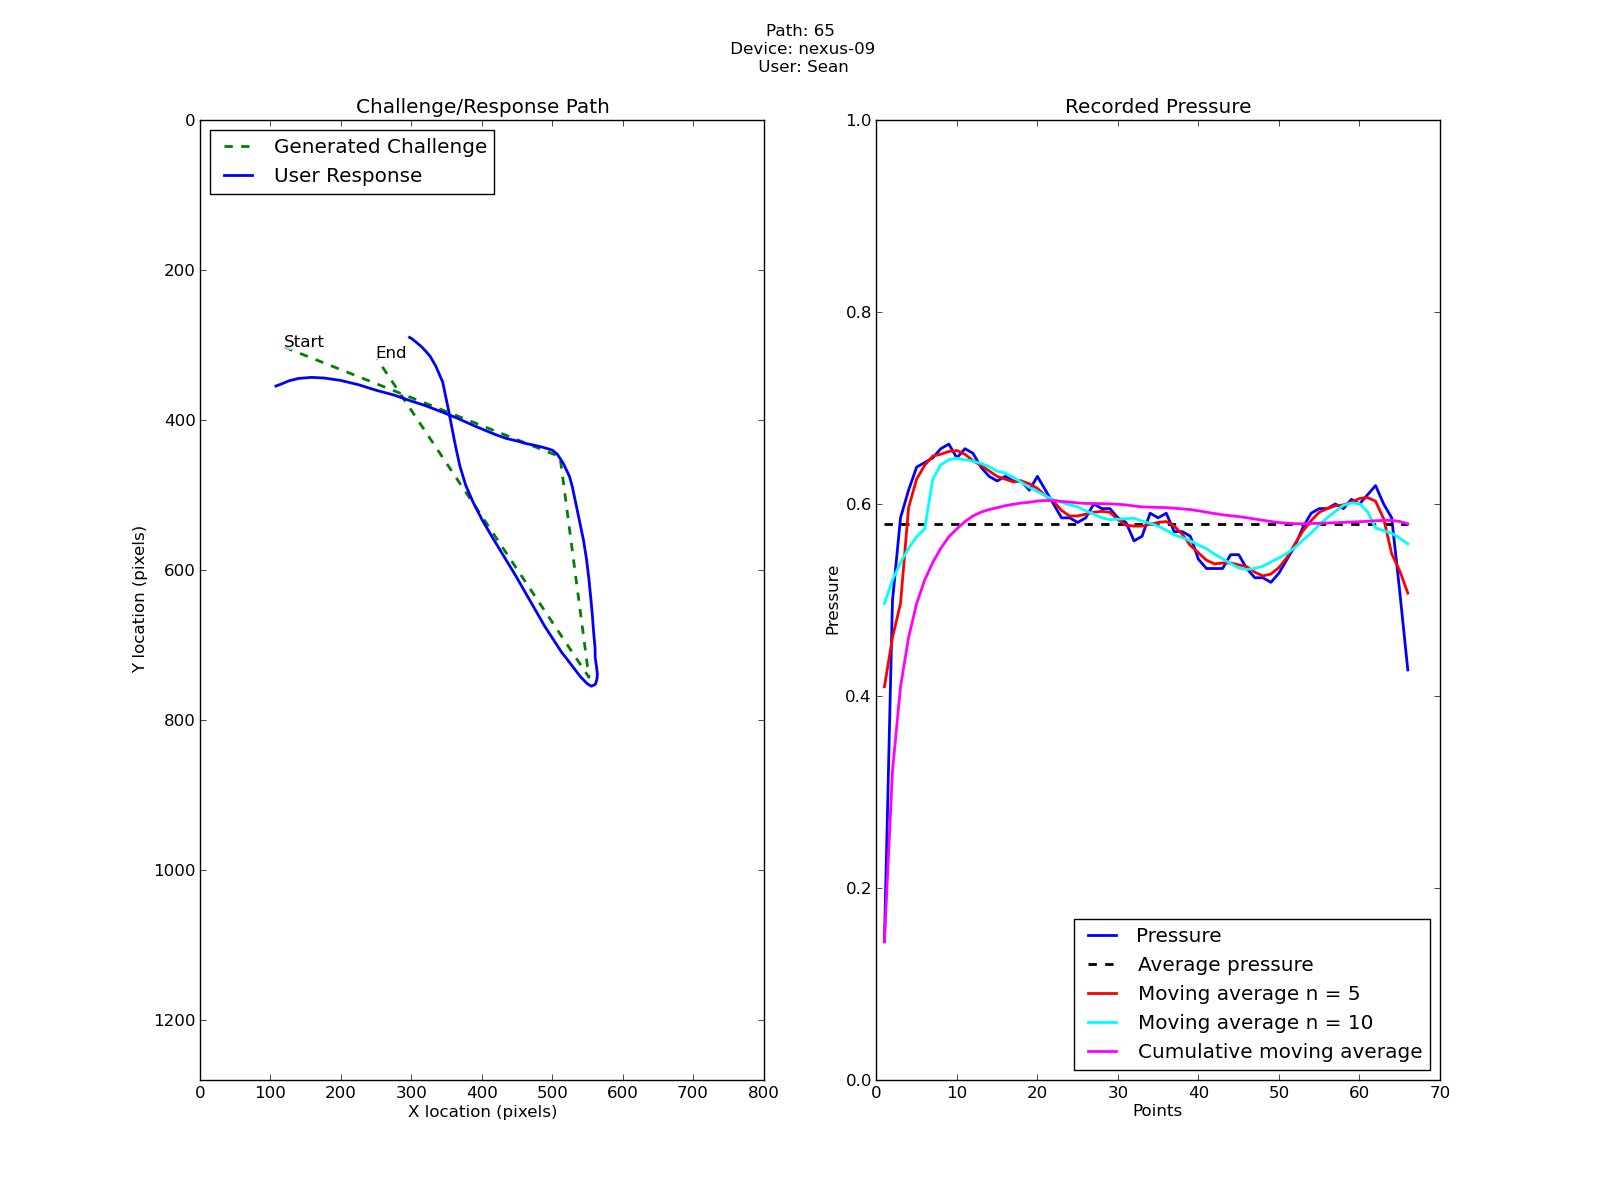 Path: 65
Device: nexus-09
User: Sean
Challenge/Response Path
0
200
400
600
800
1000
1200
Y location (pixels)
Generated Challenge
User Response
Start
End
0 100 200 300 400 500 600 700 800
X location (pixels)
Recorded Pressure
1.0
0.8
0.6
0.4
0.2
0.0
Pressure
Pressure
Average pressure
Moving average n = 5
Moving average n = 10
Cumulative moving average
0 10 20 30 40 50 60 70
Points